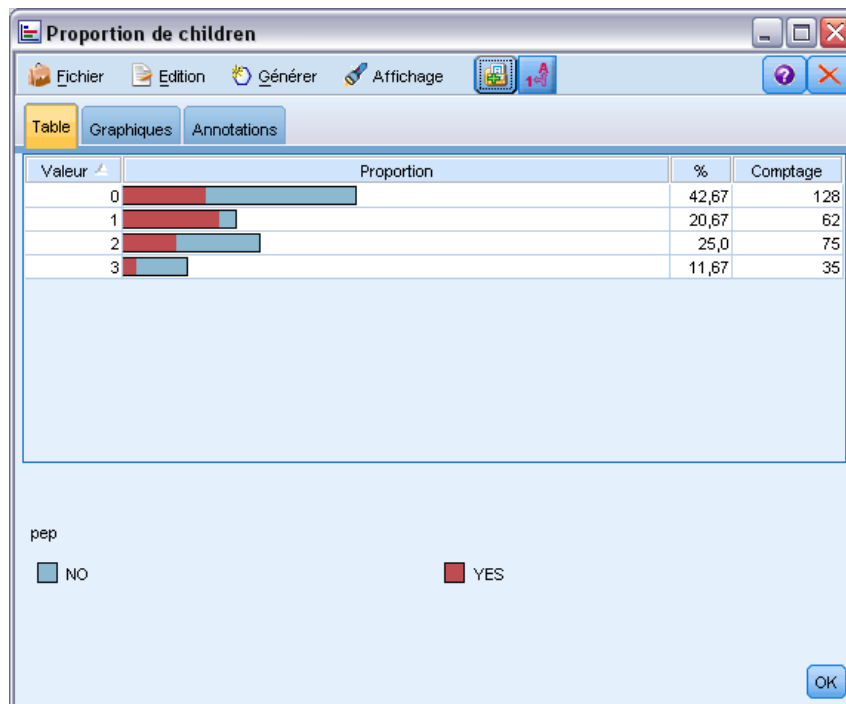 Proportion de children
Fichier Edition Générer Affichage
Table Graphiques Annotations
Valeur Proportion % Comptage
0 42,67 128
1 20,67 62
2 25,0 75
3 11,67 35
pep
NO YES
OK